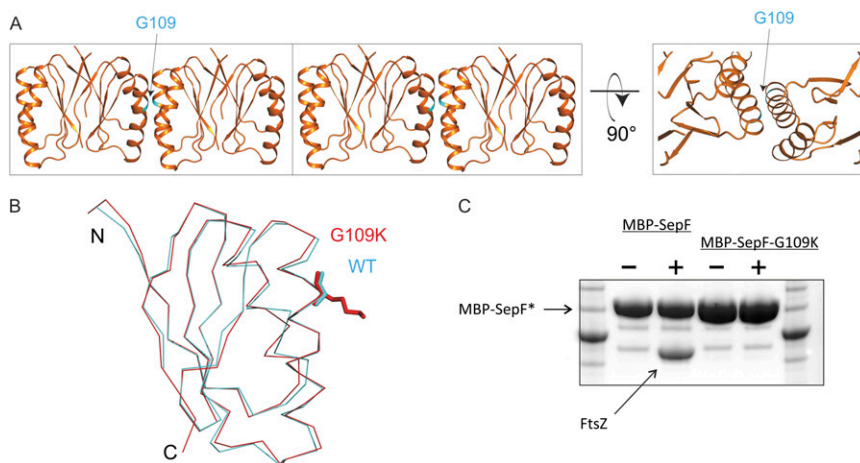 A
G109
G109
90°
B
N
G109K
WT
C
C
MBP-SepF
MBP-SepF-G109K
− + − +
MBP-SepF*
FtsZ